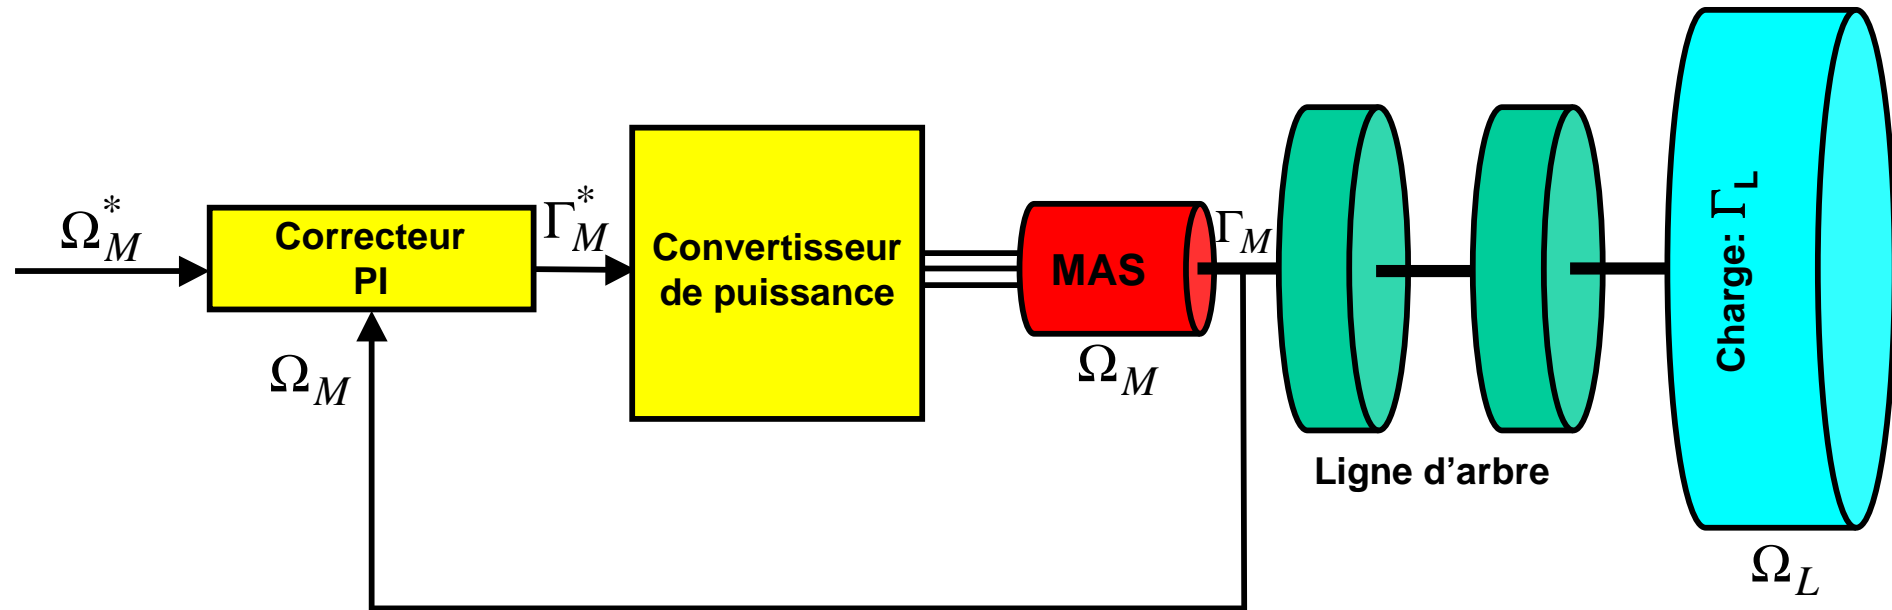 Ω*M
Correcteur
PI
Γ*M
Convertisseur
de puissance
MAS
ΓM
Charge: ΓL
ΩM
ΩM
Ligne d’arbre
ΩL